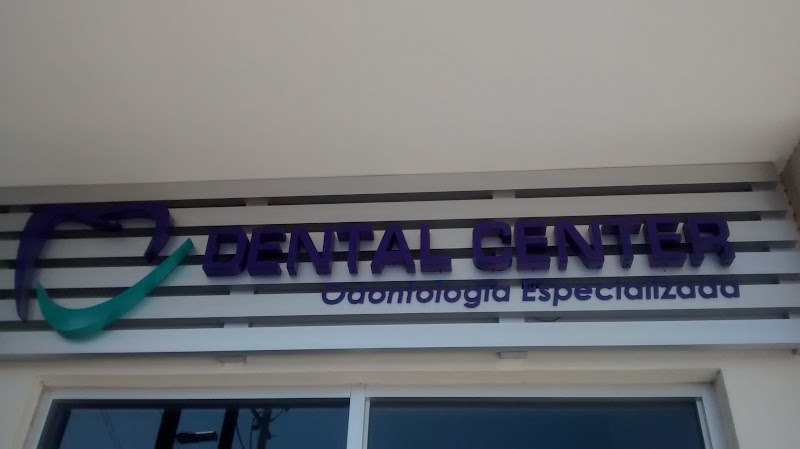 DENTAL CENTER
Odontologia Especializada